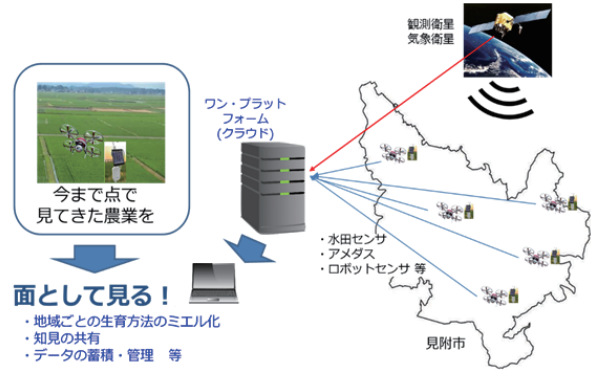 観測衛星
気象衛星
ワン・プラット
フォーム
(クラウド)
今まで点で
見てきた農業を
・水田センサ
・アメダス
・ロボットセンサ 等
面として見る！
・地域ごとの生育方法のミエル化
・知見の共有
・データの蓄積・管理　等
見附市